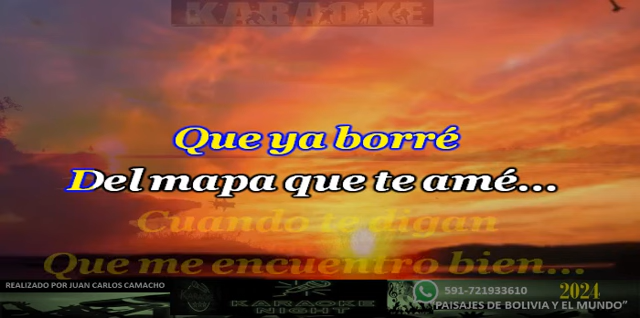 KARAOKE
Que ya borré
Del mapa que te amé...
Cuando te digan
Que me encuentro bien...
REALIZADO POR JUAN CARLOS CAMACHO
KARAOKE
NIGHT
591-721933610
2024
"PAISAJES DE BOLIVIA Y EL MUNDO"